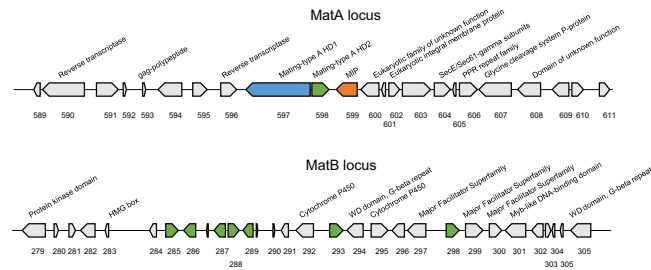 MatA locus
Reverse transcriptase
gag-polypeptide
Reverse transcriptase
Mating-type A HD1
Mating-type A HD2
MIP
Eukaryotic family of unknown function
Eukaryotic integral membrane protein
SecE/Sec61-gamma subunits
PPR repeat family
Glycine cleavage system P-protein
Domain of unknown function
589 590 591 592 593 594 595 596 597 598 599 600 601 602 603 604 605 606 607 608 609 610 611
MatB locus
Protein kinase domain
HMG box
Cytochrome P450
WD domain, G-beta repeat
Cytochrome P450
Major Facilitator Superfamily
Major Facilitator Superfamily
Major Facilitator Superfamily
Myb-like DNA-binding domain
WD domain, G-beta repeat
279 280 281 282 283 284 285 286 287 288 289 290 291 292 293 294 295 296 297 298 299 300 301 302 303 304 305 305